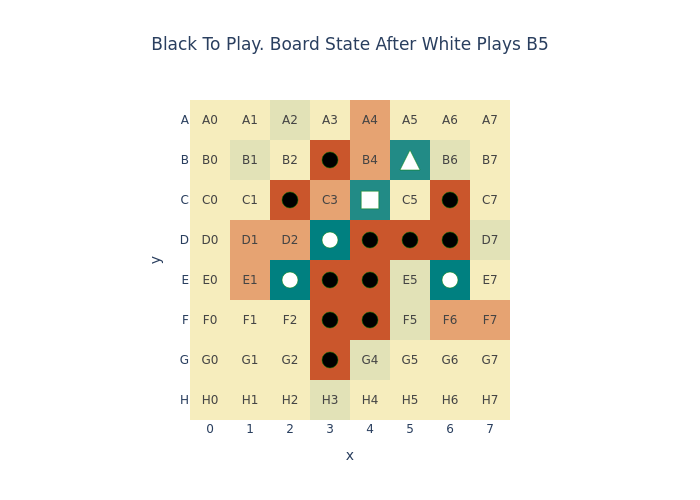 Black To Play. Board State After White Plays B5
A A0 A1 A2 A3 A4 A5 A6 A7
B B0 B1 B2 B4 B6 B7
C C0 C1 C3 C5 C7
D D0 D1 D2 D7
y
E E0 E1 E5 E7
F F0 F1 F2 F5 F6 F7
G G0 G1 G2 G4 G5 G6 G7
H H0 H1 H2 H3 H4 H5 H6 H7
0 1 2 3 4 5 6 7
x